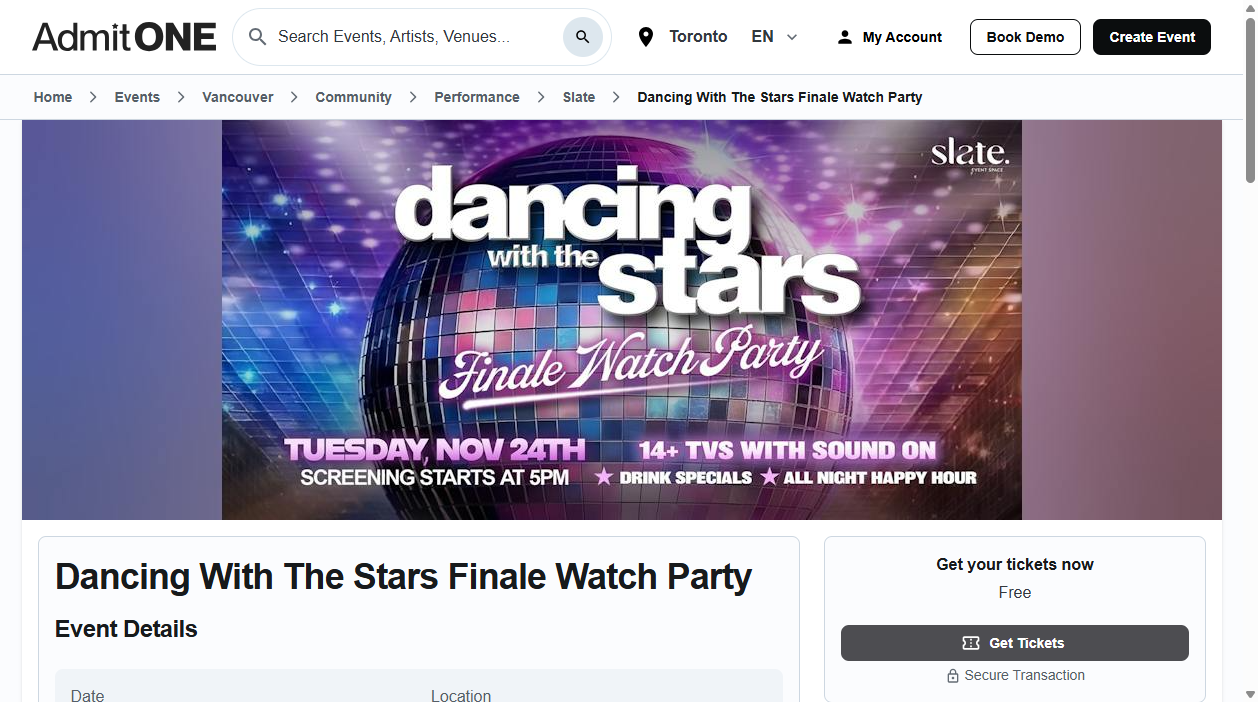 AdmitONE
Search Events, Artists, Venues...
Toronto
EN
My Account
Book Demo
Create Event
Home
Events
Vancouver
Community
Performance
Slate
Dancing With The Stars Finale Watch Party
slate.
EVENT SPACE
dancing
with the
stars
Finale Watch Party
TUESDAY, NOV 24TH
SCREENING STARTS AT 5PM
14+ TVS WITH SOUND ON
★ DRINK SPECIALS ★ ALL NIGHT HAPPY HOUR
Dancing With The Stars Finale Watch Party
Event Details
Date
Location
Get your tickets now
Free
Get Tickets
Secure Transaction